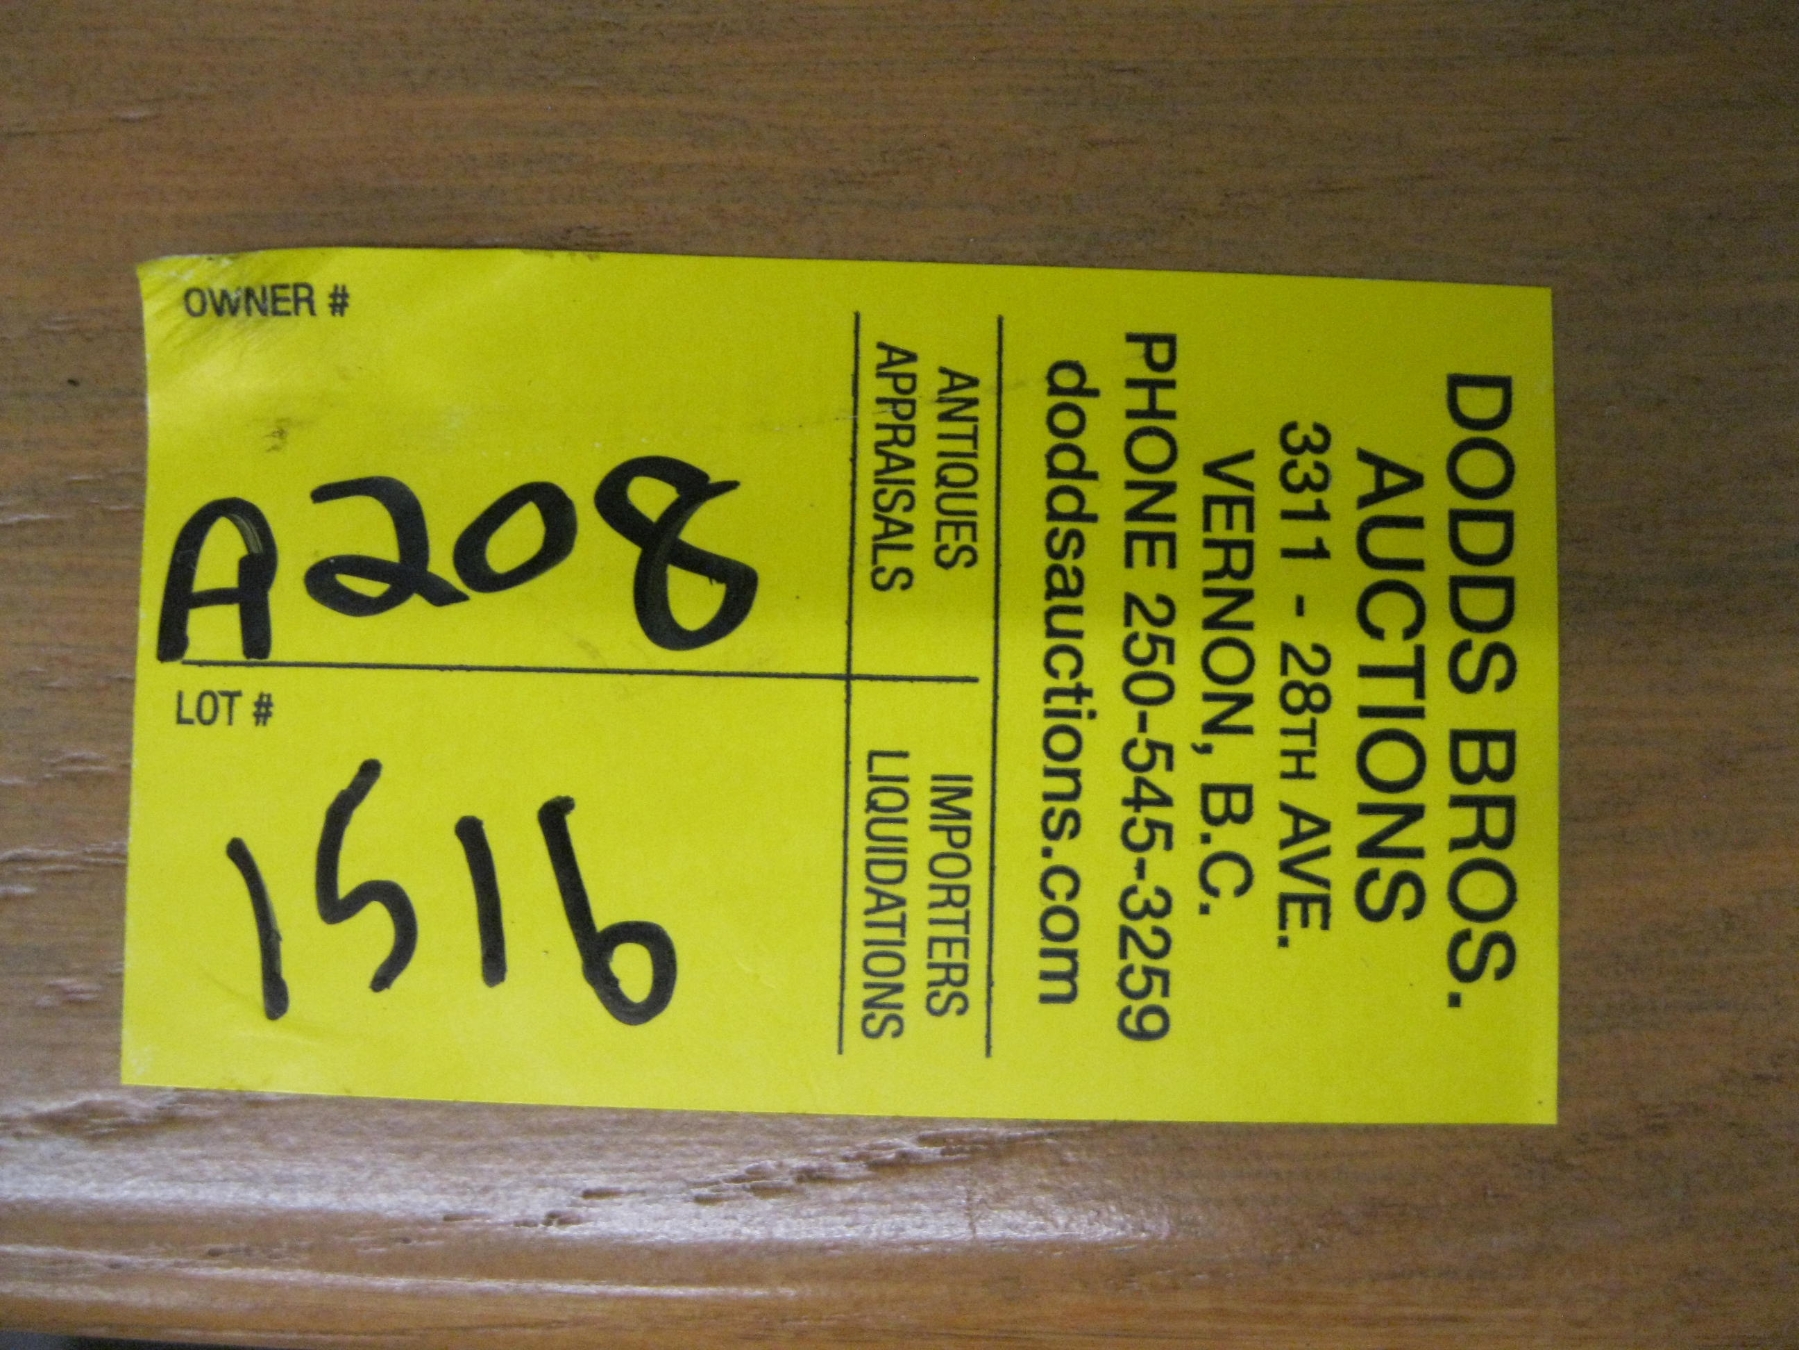 DODDS BROS.
AUCTIONS
3311 - 28TH AVE.
VERNON, B.C.
PHONE 250-545-3259
doddsauctions.com
ANTIQUES
APPRAISALS
IMPORTERS
LIQUIDATIONS
OWNER #
A208
LOT #
1516